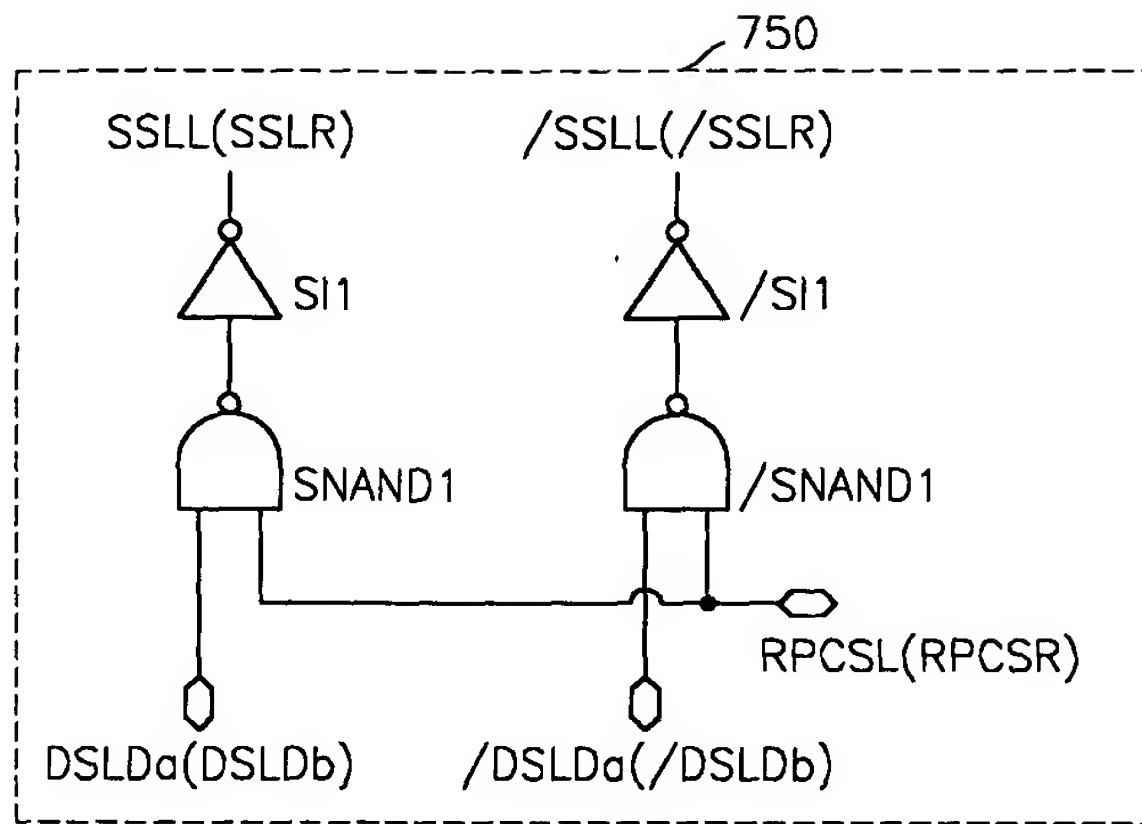 750
SSLL(SSLR) /SSLL(/SSLR)
SI1 /SI1
SNAND1 /SNAND1
RPCSL(RPCSR)
DSLDa(DSLDb) /DSLDa(/DSLDb)